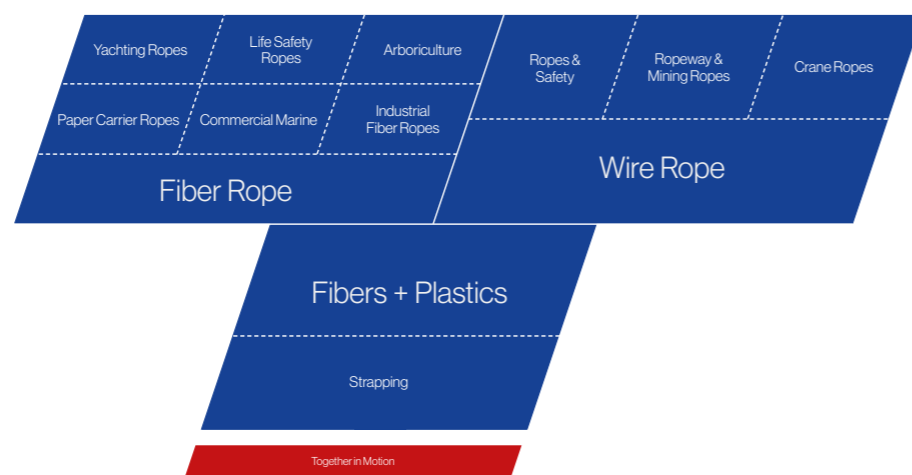 Yachting Ropes
Life Safety
Ropes
Arboriculture
Ropes &
Safety
Ropeway &
Mining Ropes
Crane Ropes
Paper Carrier Ropes
Commercial Marine
Industrial
Fiber Ropes
Fiber Rope
Wire Rope
Fibers + Plastics
Strapping
Together in Motion